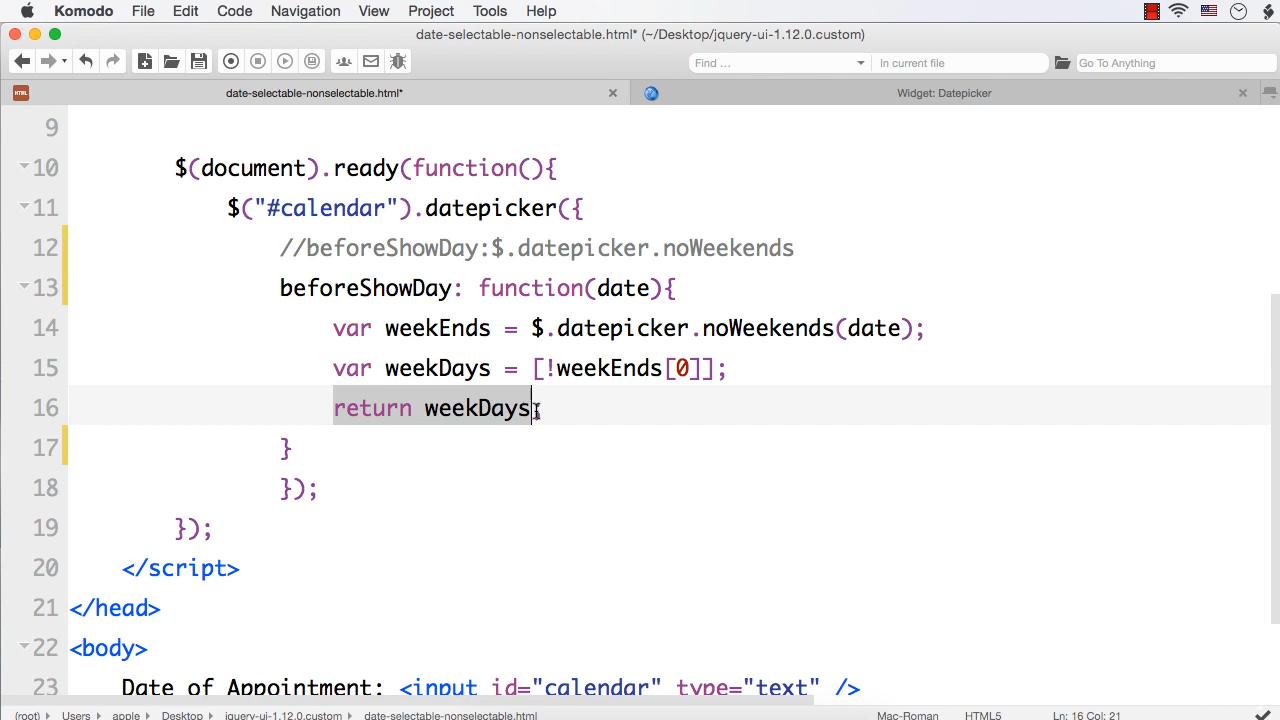 Komodo File Edit Code Navigation View Project Tools Help
date-selectable-nonselectable.html* (~/Desktop/jquery-ui-1.12.0.custom)
Find ... In current file Go To Anything
HTML date-selectable-nonselectable.html* Widget: Datepicker
9
10 $(document).ready(function(){
11 $("#calendar").datepicker({
12 //beforeShowDay:$.datepicker.noWeekends
13 beforeShowDay: function(date){
14 var weekEnds = $.datepicker.noWeekends(date);
15 var weekDays = [!weekEnds[0]];
16 return weekDays;
17 }
18 });
19 });
20 </script>
21 </head>
22 <body>
23 Date of Appointment: <input id="calendar" type="text" />
(root) Users apple Desktop jquery-ui-1.12.0.custom date-selectable-nonselectable.html Mac-Roman HTML5 Ln: 16 Col: 21